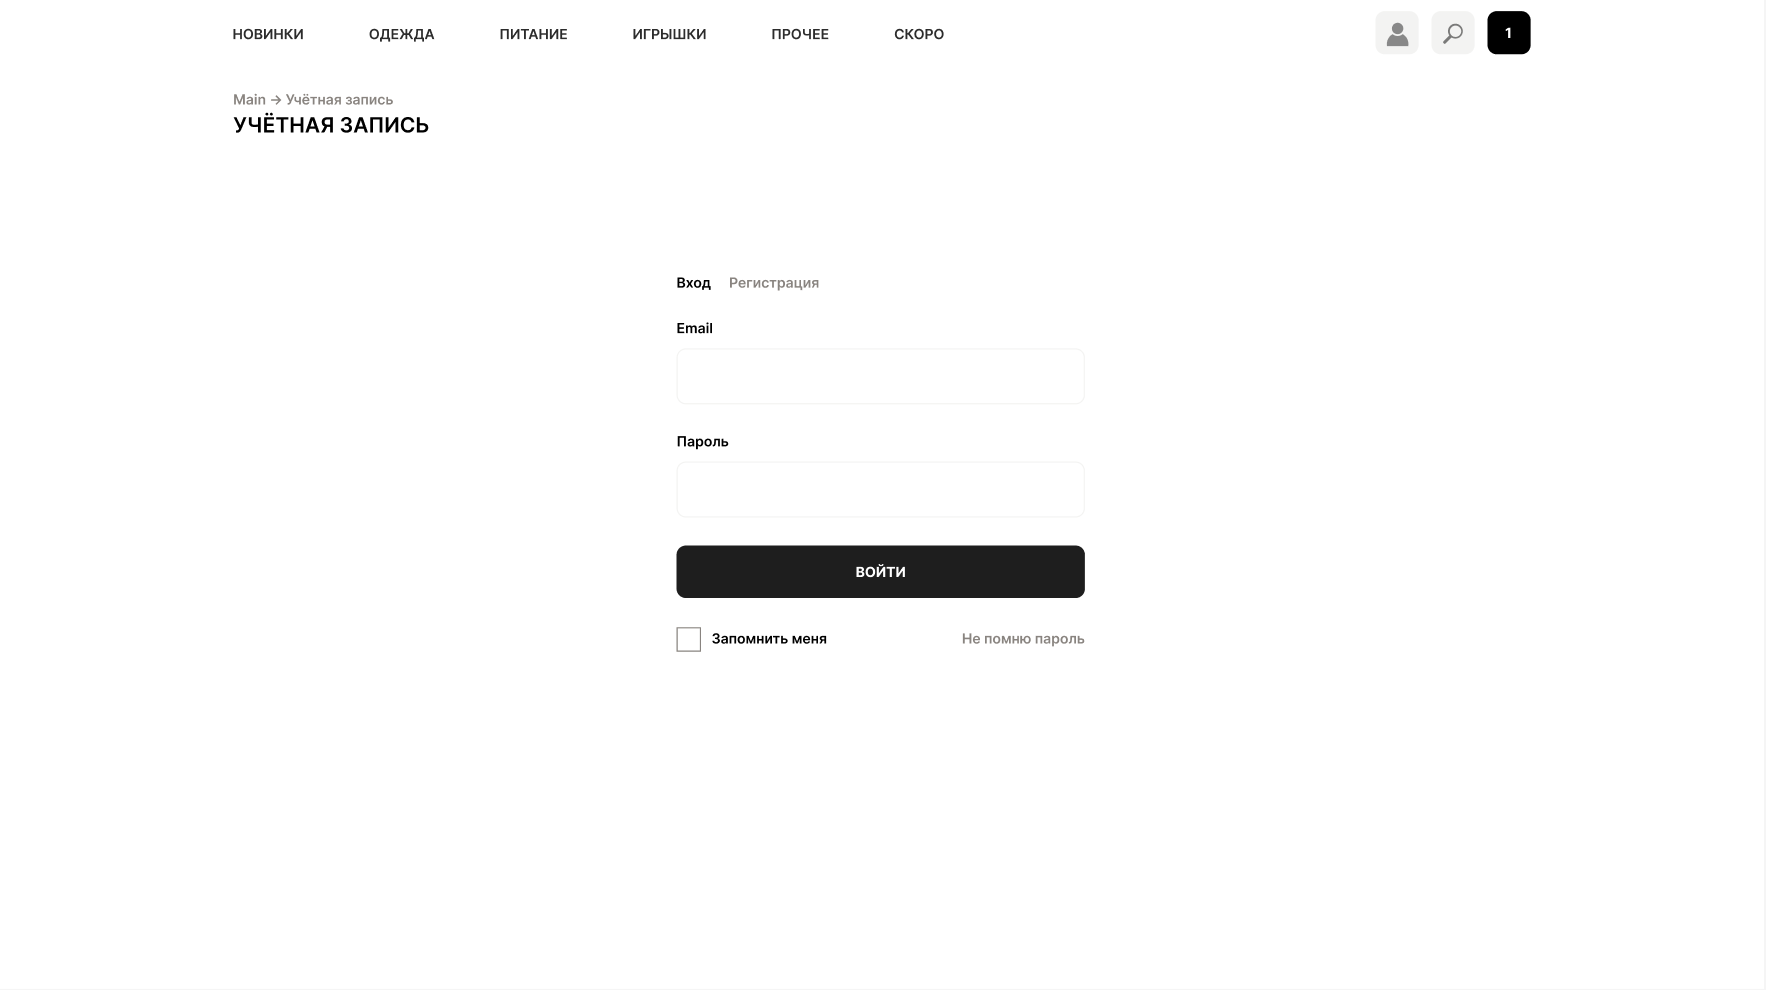 НОВИНКИ ОДЕЖДА ПИТАНИЕ ИГРУШКИ ПРОЧЕЕ СКОРО 1
Main → Учётная запись
УЧЁТНАЯ ЗАПИСЬ
Вход Регистрация
Email
Пароль
ВОЙТИ
Запомнить меня Не помню пароль